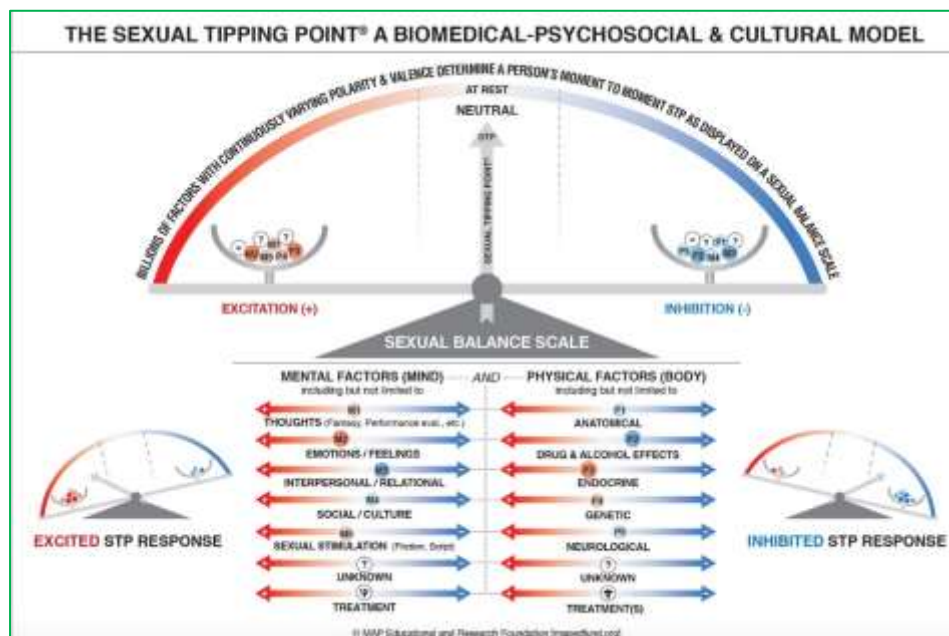 THE SEXUAL TIPPING POINT® A BIOMEDICAL-PSYCHOSOCIAL & CULTURAL MODEL
BILLIONS OF FACTORS WITH CONTINUOUSLY VARYING POLARITY & VALENCE DETERMINE A PERSON'S MOMENT TO MOMENT STP AS DISPLAYED ON A SEXUAL BALANCE SCALE
AT REST
NEUTRAL
STP
SEXUAL TIPPING POINT®
EXCITATION (+)
INHIBITION (-)
SEXUAL BALANCE SCALE
MENTAL FACTORS (MIND) AND PHYSICAL FACTORS (BODY)
including but not limited to
including but not limited to
M1
P1
THOUGHTS (Fantasy, Performance eval., etc.)
ANATOMICAL
M2
P2
EMOTIONS / FEELINGS
DRUG & ALCOHOL EFFECTS
M3
P3
INTERPERSONAL / RELATIONAL
ENDOCRINE
M4
P4
SOCIAL / CULTURE
GENETIC
M5
P5
SEXUAL STIMULATION (Friction,
NEUROLOGICAL
?
?
UNKNOWN
UNKNOWN
TREATMENT
TREATMENT(S)
EXCITED STP RESPONSE
INHIBITED STP RESPONSE
© MAP Educational and Research Foundation